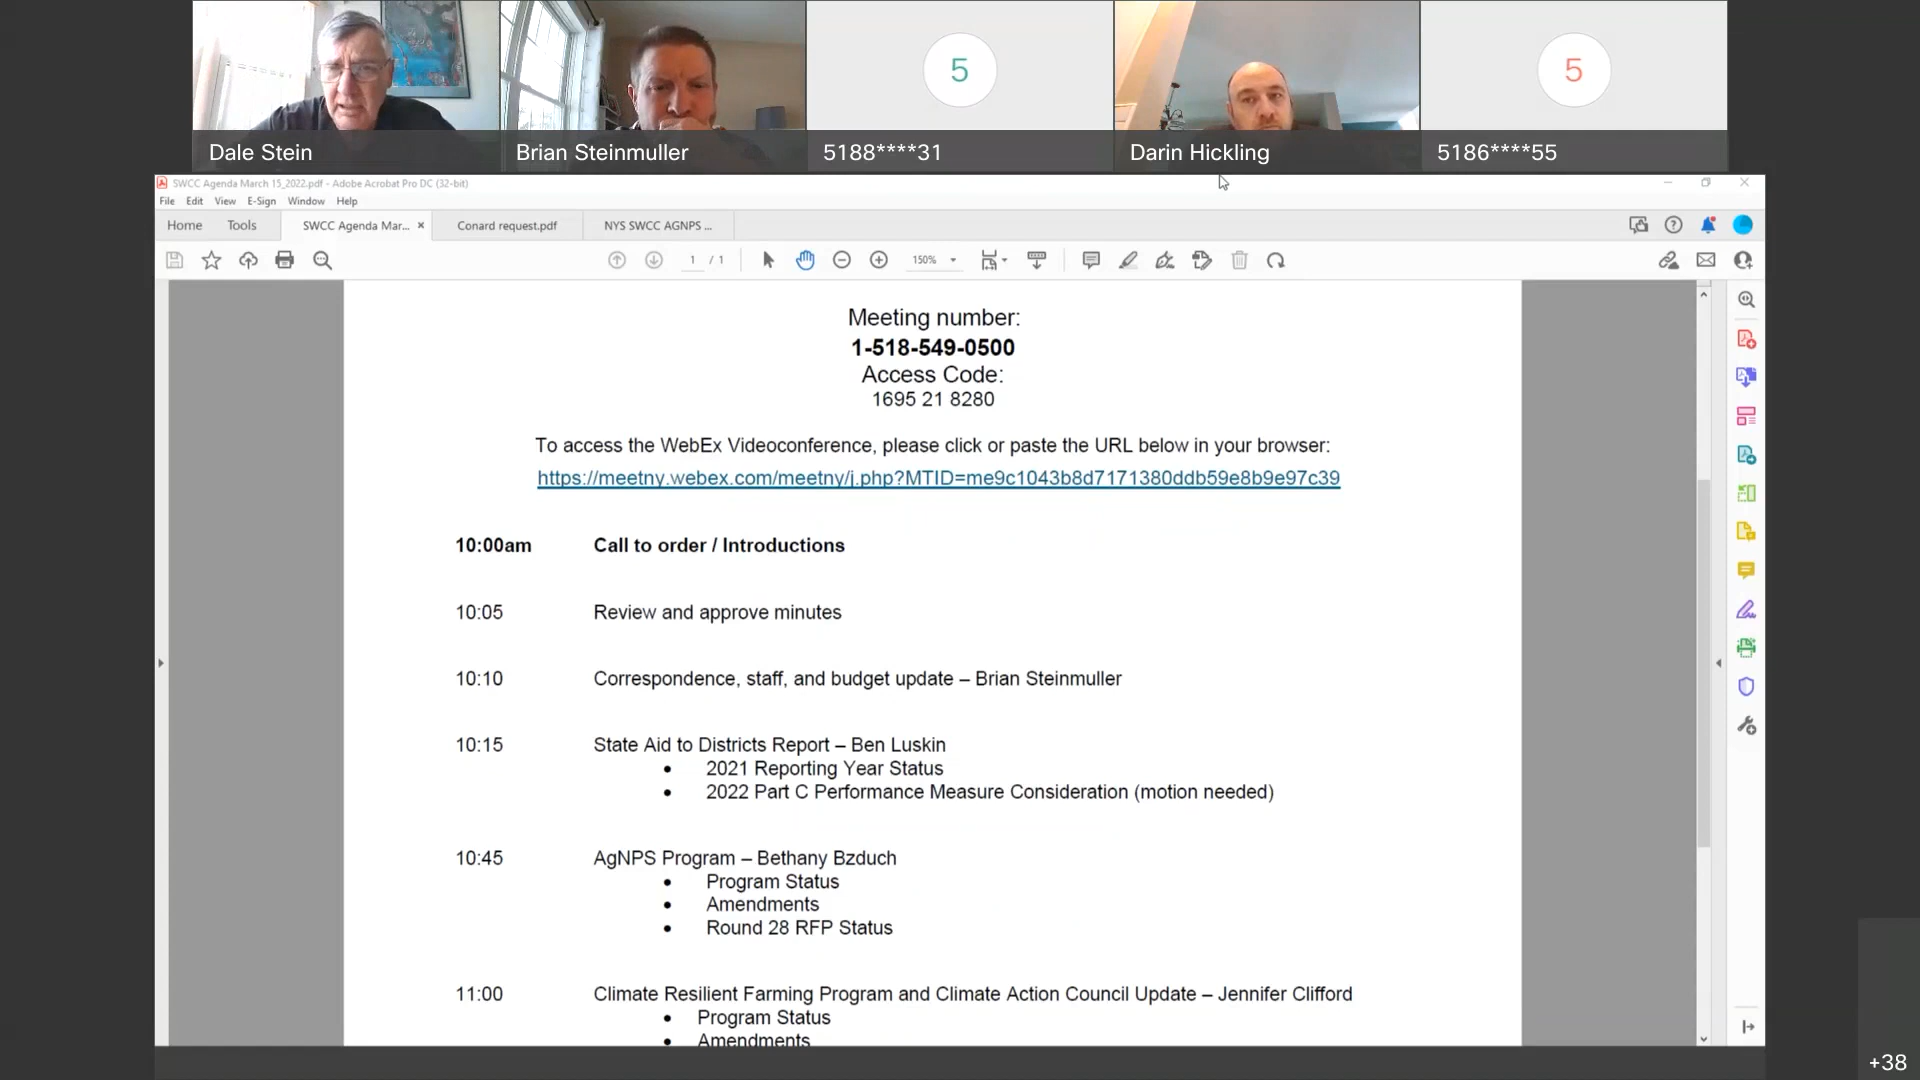 5
5
Dale Stein
Brian Steinmuller
5188****31
Darin Hickling
5186****55
SWCC Agenda March 15_2022.pdf - Adobe Acrobat Pro DC (32-bit)
File Edit View E-Sign Window Help
Home Tools SWCC Agenda Mar... × Conard request.pdf NYS SWCC AGNPS ...
1 / 1 150%
Meeting number:
1-518-549-0500
Access Code:
1695 21 8280
To access the WebEx Videoconference, please click or paste the URL below in your browser:
https://meetny.webex.com/meetny/j.php?MTID=me9c1043b8d7171380ddb59e8b9e97c39
10:00am Call to order / Introductions
10:05 Review and approve minutes
10:10 Correspondence, staff, and budget update – Brian Steinmuller
10:15 State Aid to Districts Report – Ben Luskin
• 2021 Reporting Year Status
• 2022 Part C Performance Measure Consideration (motion needed)
10:45 AgNPS Program – Bethany Bzduch
• Program Status
• Amendments
• Round 28 RFP Status
11:00 Climate Resilient Farming Program and Climate Action Council Update – Jennifer Clifford
• Program Status
• Amendments
+38